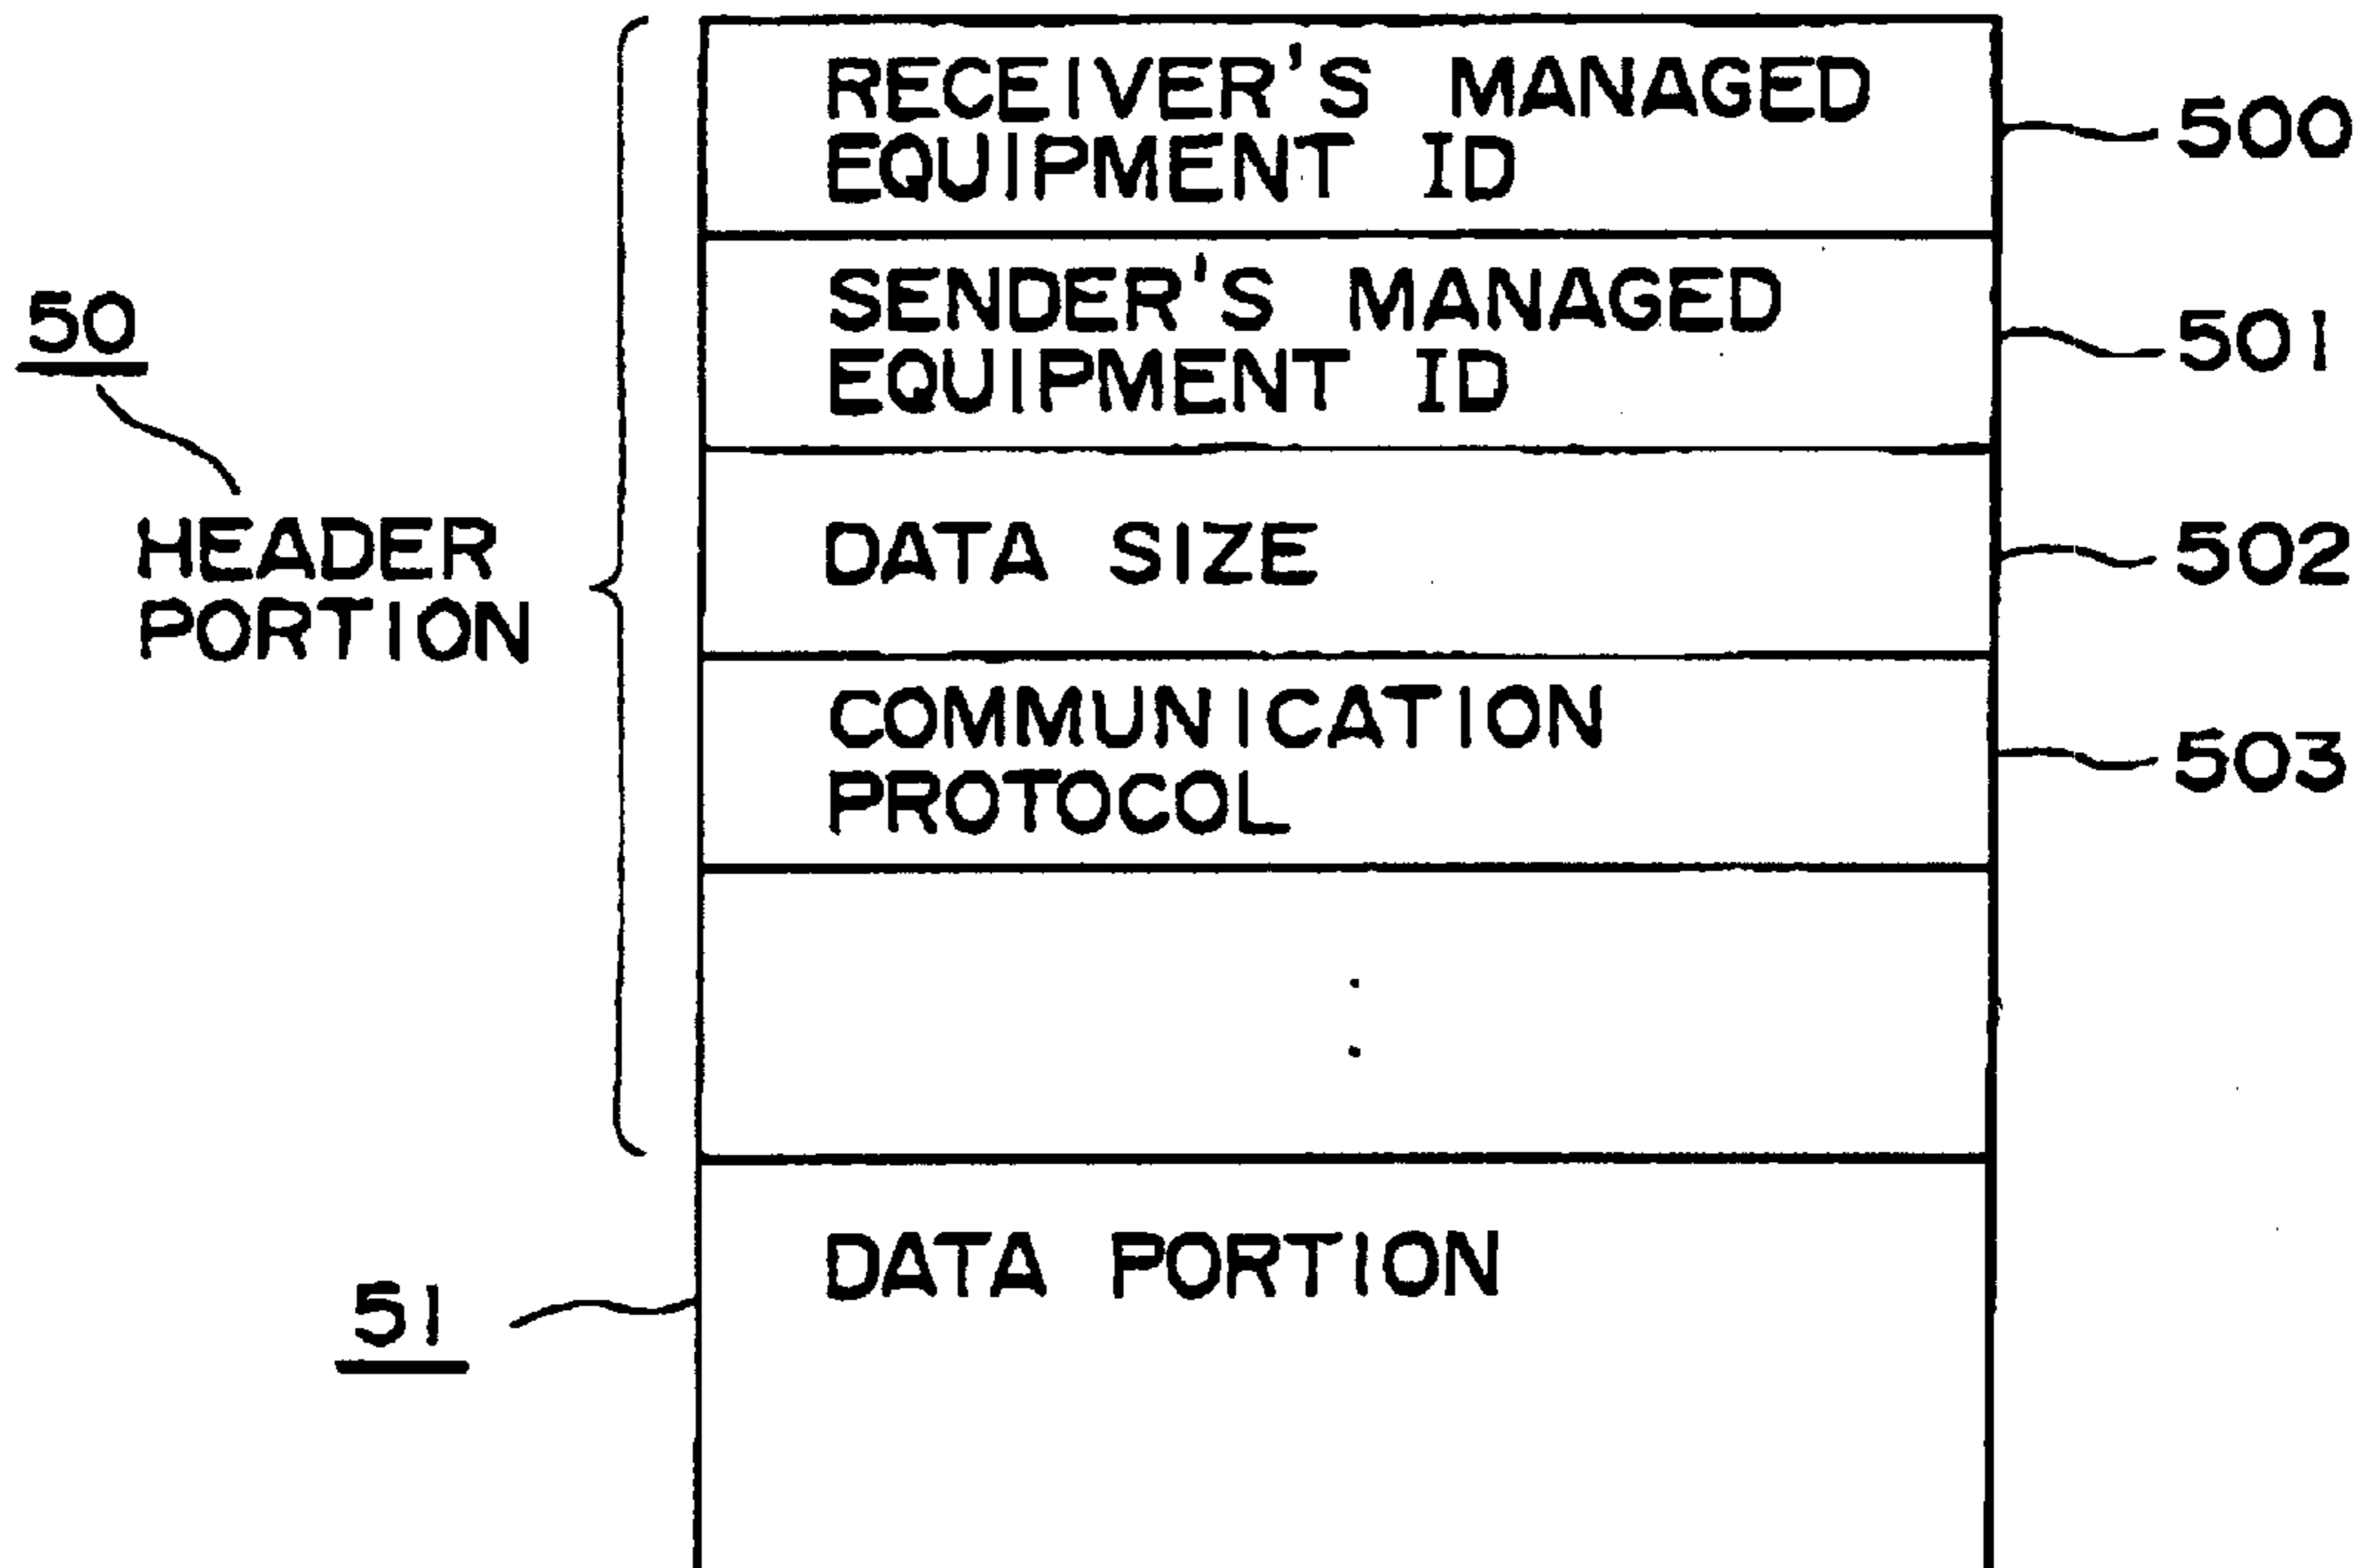 RECEIVER'S MANAGED
EQUIPMENT ID
500
SENDER'S MANAGED
EQUIPMENT ID
501
50
HEADER
PORTION
DATA SIZE
502
COMMUNICATION
PROTOCOL
503
:
DATA PORTION
51